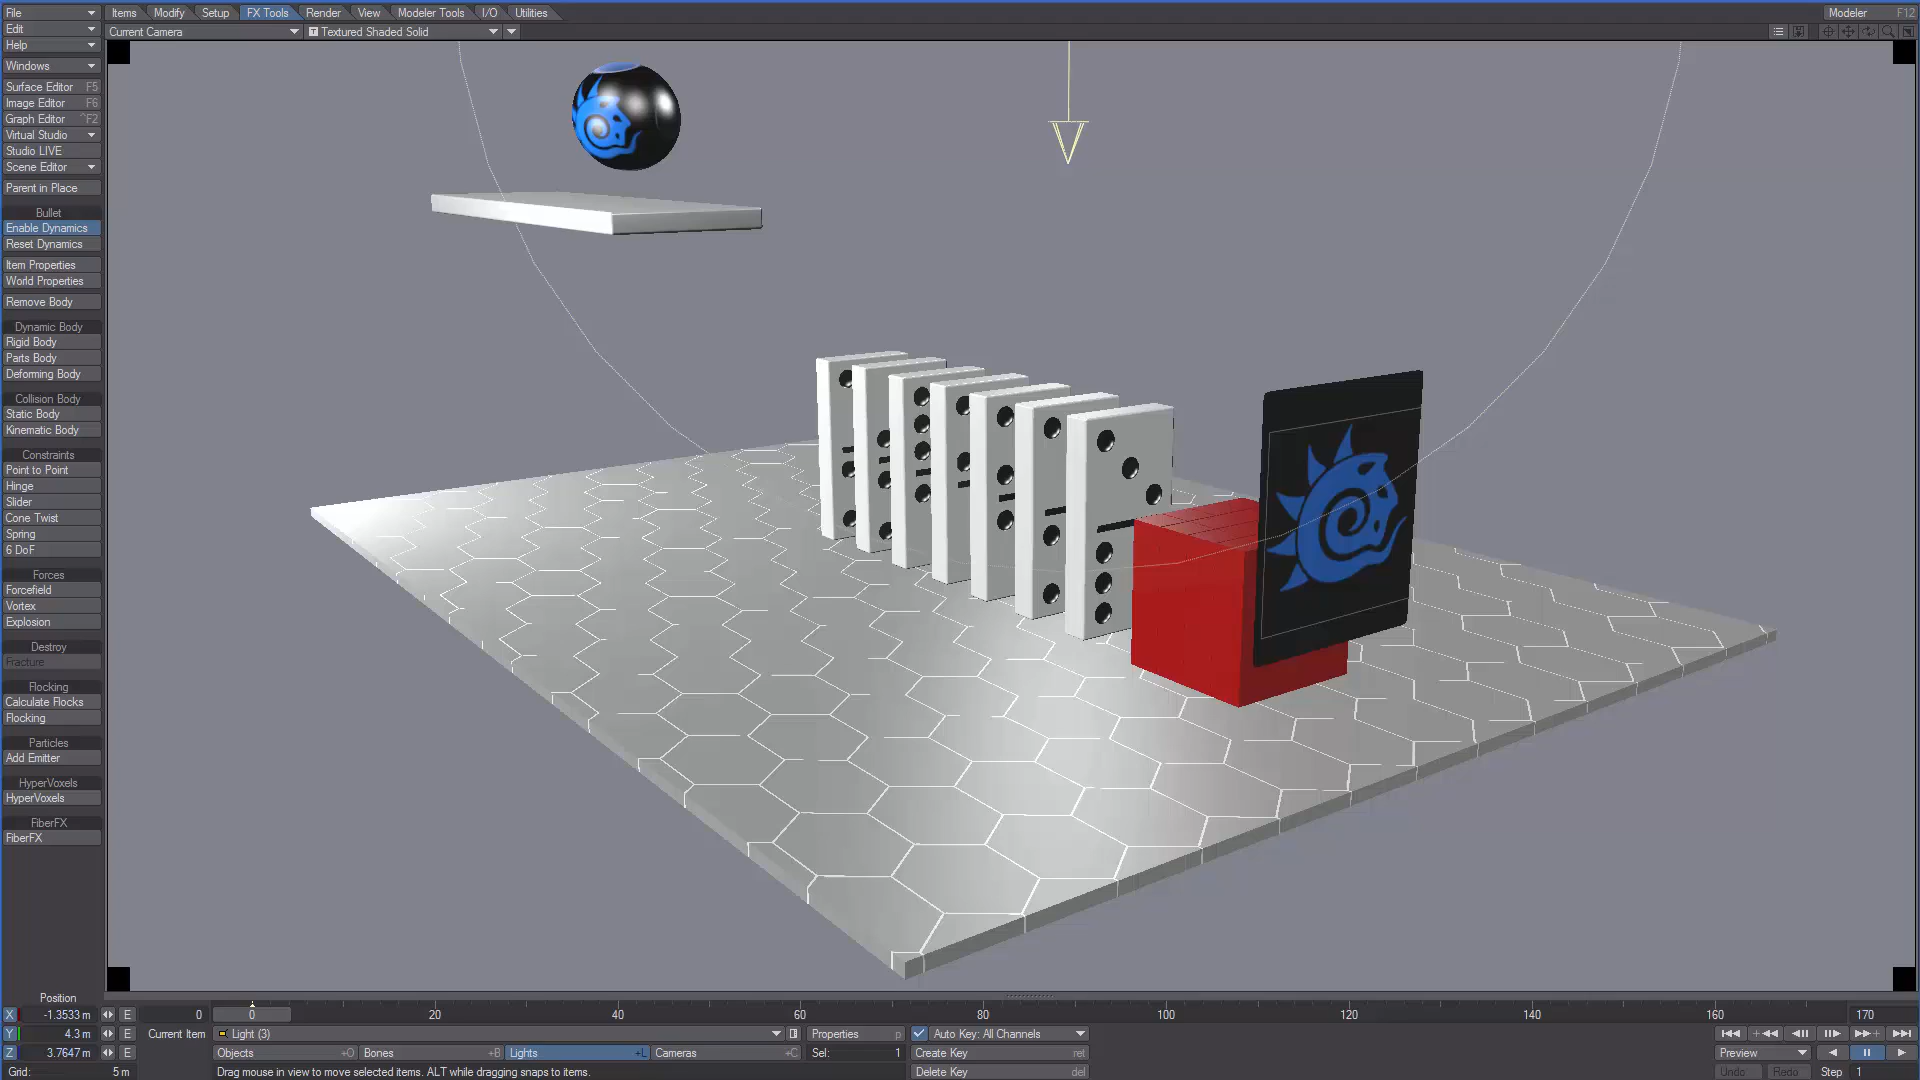 File
Items Modify Setup FX Tools Render View Modeler Tools I/O Utilities
Modeler F12
Edit
Current Camera
T Textured Shaded Solid
Help
Windows
Surface Editor F5
Image Editor F6
Graph Editor ^F2
Virtual Studio
Studio LIVE
Scene Editor
Parent in Place
Bullet
Enable Dynamics
Reset Dynamics
Item Properties
World Properties
Remove Body
Dynamic Body
Rigid Body
Parts Body
Deforming Body
Collision Body
Static Body
Kinematic Body
Constraints
Point to Point
Hinge
Slider
Cone Twist
Spring
6 DoF
Forces
Forcefield
Vortex
Explosion
Destroy
Fracture
Flocking
Calculate Flocks
Flocking
Particles
Add Emitter
HyperVoxels
HyperVoxels
FiberFX
FiberFX
Position
X -1.3533 m E
0 0 20 40 60 80 100 120 140 160 170
Y 4.3 m E
Current Item Light (3) Properties p Auto Key: All Channels
Z 3.7647 m E
Objects +O Bones +B Lights +L Cameras +C Sel: 1 Create Key ret
Preview
Grid: 5 m
Drag mouse in view to move selected items. ALT while dragging snaps to items.
Delete Key del
Undo Redo Step 1